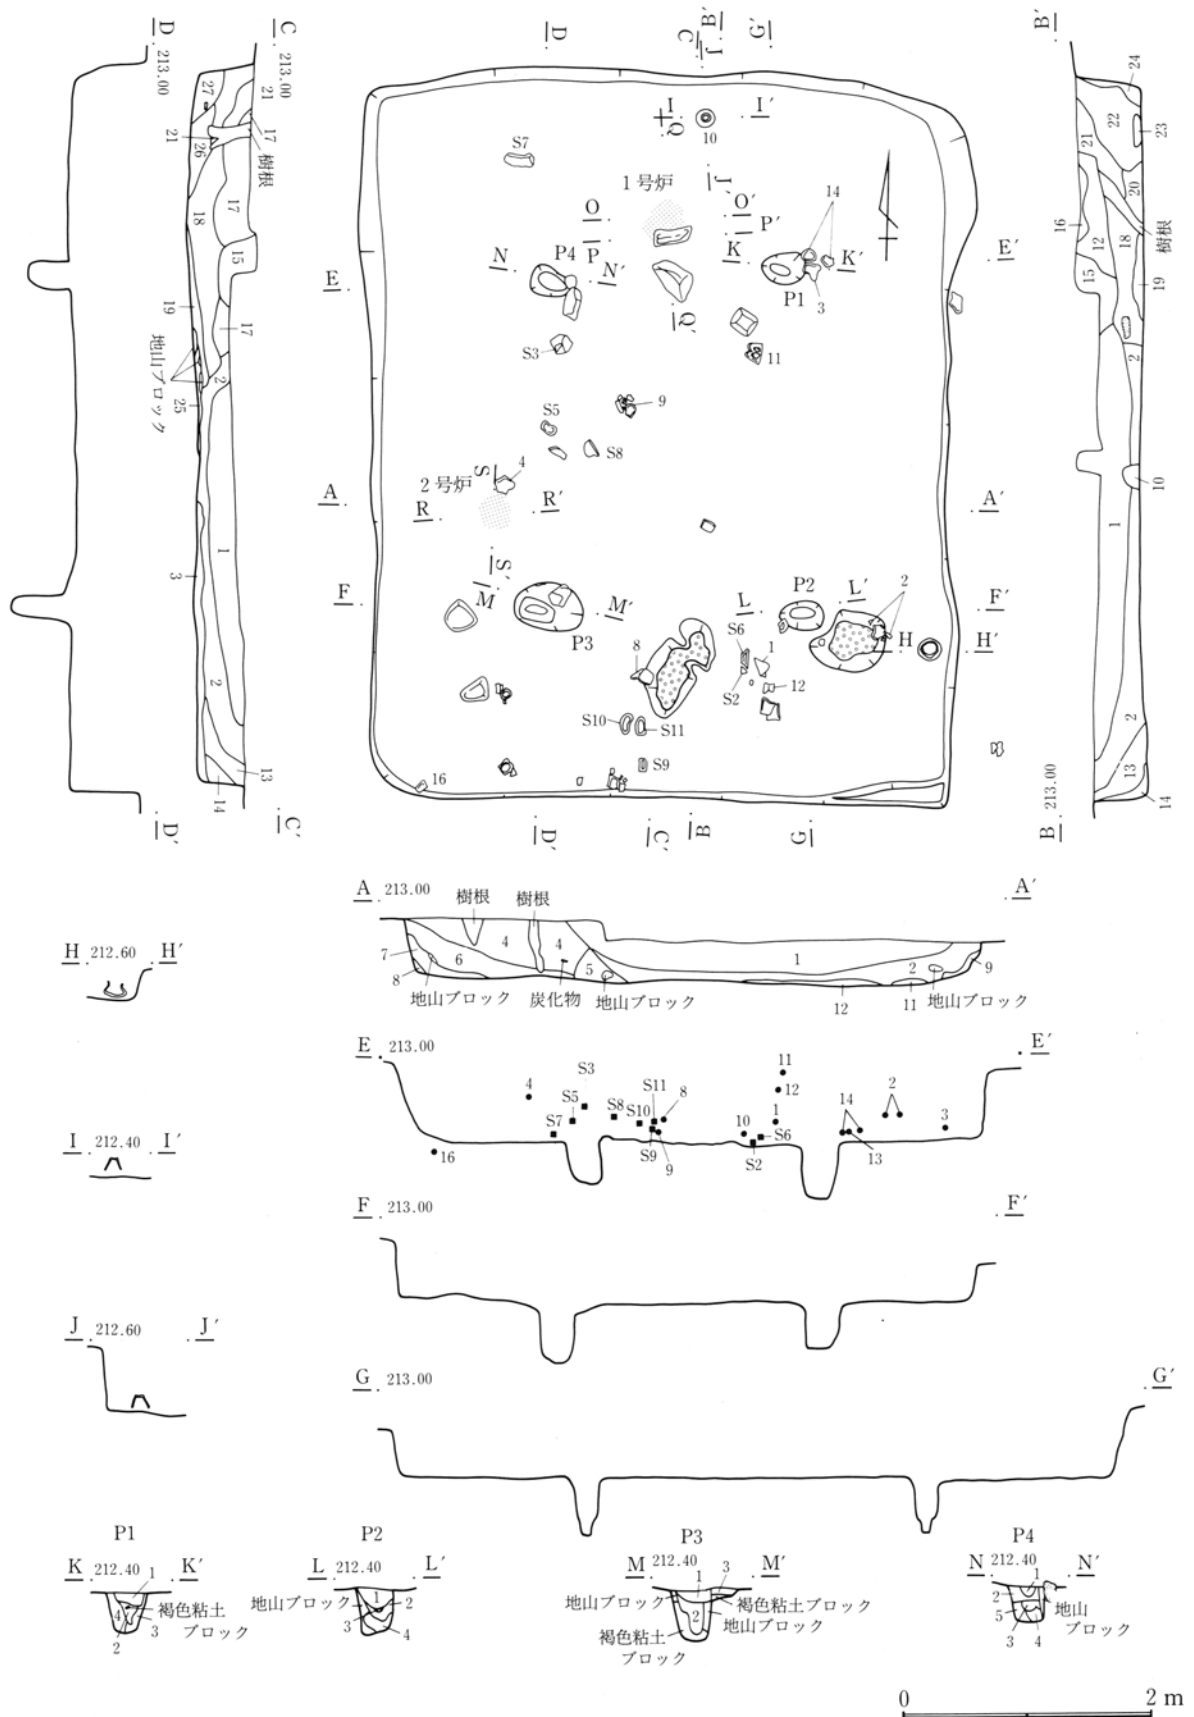 D
C
D
B′
C
J
G′
B′
213.00
213.00
27
21
21
26
17
樹根
18
17
15
19
17
地山ブロック
2
25
3
1
2
13
14
D′
C′
I
I′
Q
10
S7
J′
1号炉
14
O
O′
P
P′
N
P4
N′
K
K′
P1
3
E
E′
Q′
S3
11
9
S5
S8
S
4
2号炉
A
R
R′
A′
S′
F
M
M′
P3
L
P2
L′
2
F′
H
H′
S6
1
8
S2
12
S10
S11
S9
16
D′
C′
B
G
24
22
23
21
20
16
12
18
樹根
15
19
2
10
1
2
13
14
B
213.00
A 213.00
A′
樹根
樹根
4
4
7
6
8
5
1
2
9
地山ブロック
炭化物
地山ブロック
12
11
地山ブロック
H 212.60 H′
E 213.00
E′
S3
11
4
S5
S8
S11
8
12
14
2
S7
S10
10
1
3
16
S9
9
S2
S6
13
I 212.40 I′
F 213.00
F′
J 212.60 J′
G 213.00
G′
P1
K 212.40 K′
1
4
褐色粘土
3 ブロック
2
P2
L 212.40 L′
地山ブロック
1
2
3
4
P3
M 212.40 M′
1
3
地山ブロック
褐色粘土ブロック
2
地山ブロック
褐色粘土
ブロック
P4
N 212.40 N′
1
2
5
地山
ブロック
3
4
0
2 m